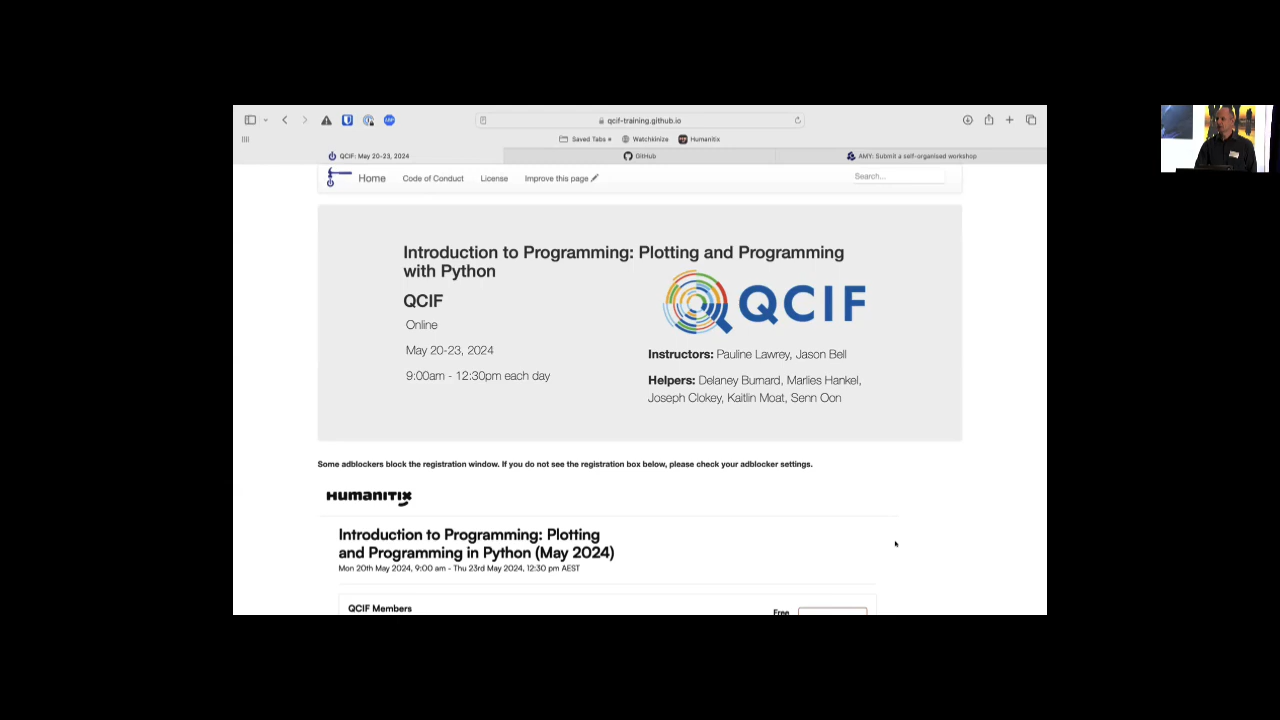 qcif-training.github.io
Saved Tabs
Watchkinize
Humanitix
QCIF: May 20-23, 2024
GitHub
AMY: Submit a self-organised workshop
Home
Code of Conduct
License
Improve this page
Search...
Introduction to Programming: Plotting and Programming
with Python
QCIF
Online
May 20-23, 2024
9:00am - 12:30pm each day
QCIF
Instructors: Pauline Lawrey, Jason Bell
Helpers: Delaney Burnard, Marlies Hankel,
Joseph Clokey, Kaitlin Moat, Senn Oon
Some adblockers block the registration window. If you do not see the registration box below, please check your adblocker settings.
Humanitix
Introduction to Programming: Plotting
and Programming in Python (May 2024)
Mon 20th May 2024, 9:00 am - Thu 23rd May 2024, 12:30 pm AEST
QCIF Members
Free